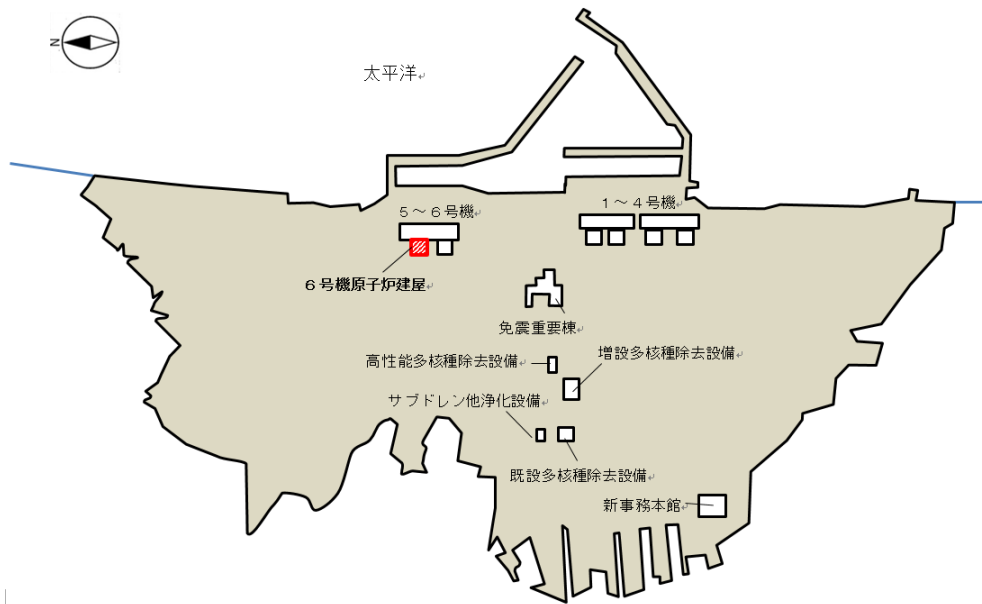 N
太平洋
5～6号機
1～4号機
6号機原子炉建屋
免震重要棟
高性能多核種除去設備
増設多核種除去設備
サブドレン他浄化設備
既設多核種除去設備
新事務本館